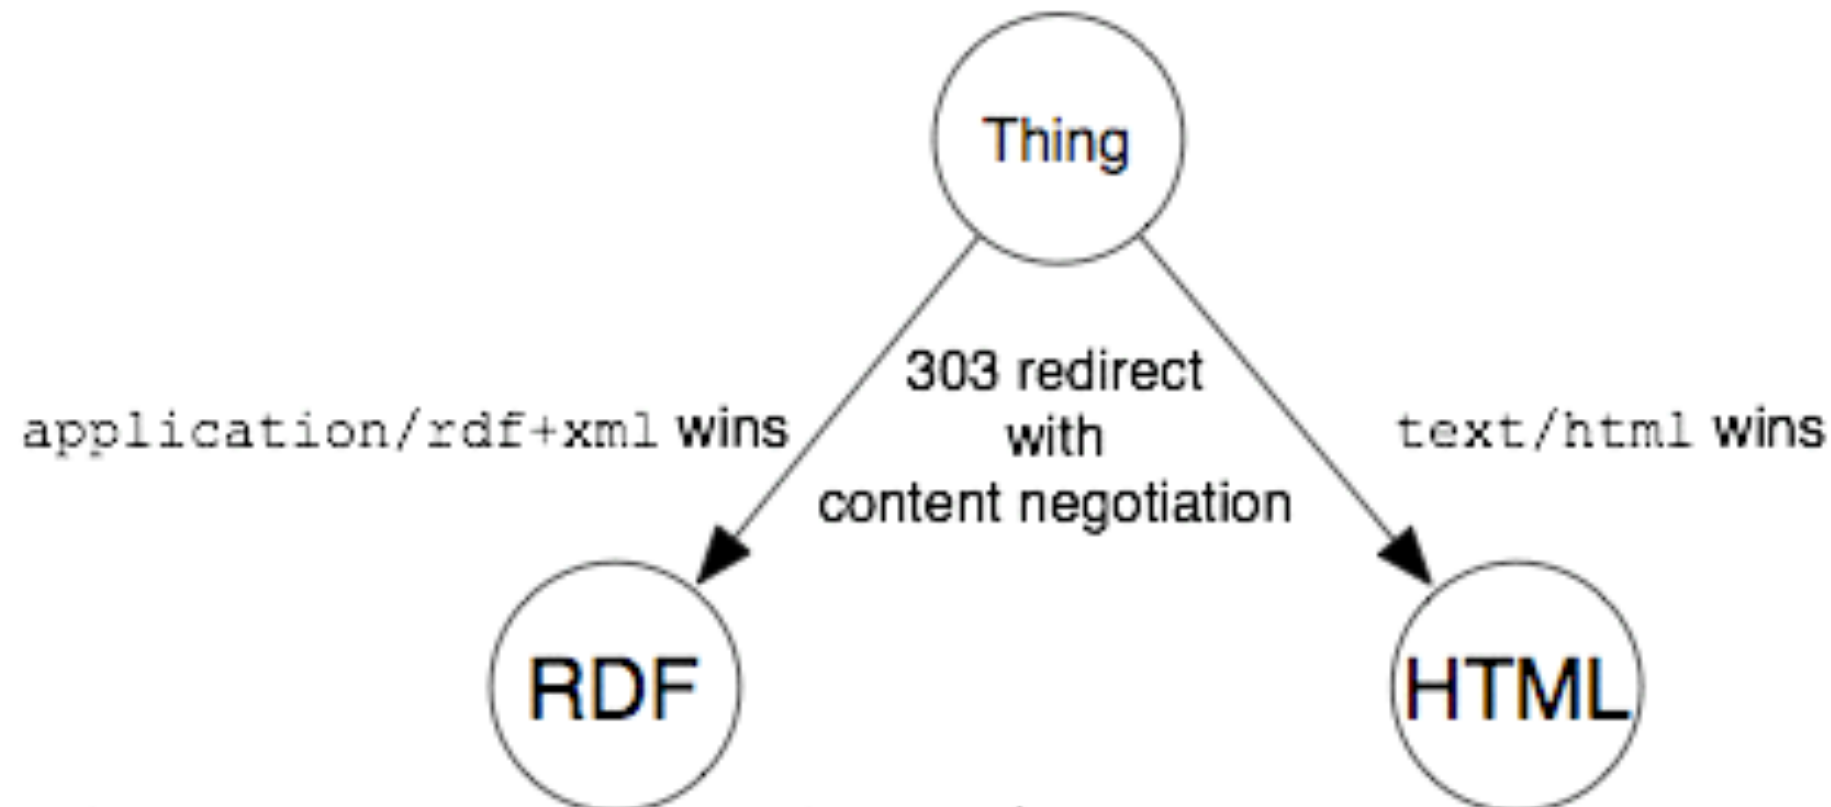 Thing
303 redirect
with
content negotiation
application/rdf+xml wins
text/html wins
RDF
HTML